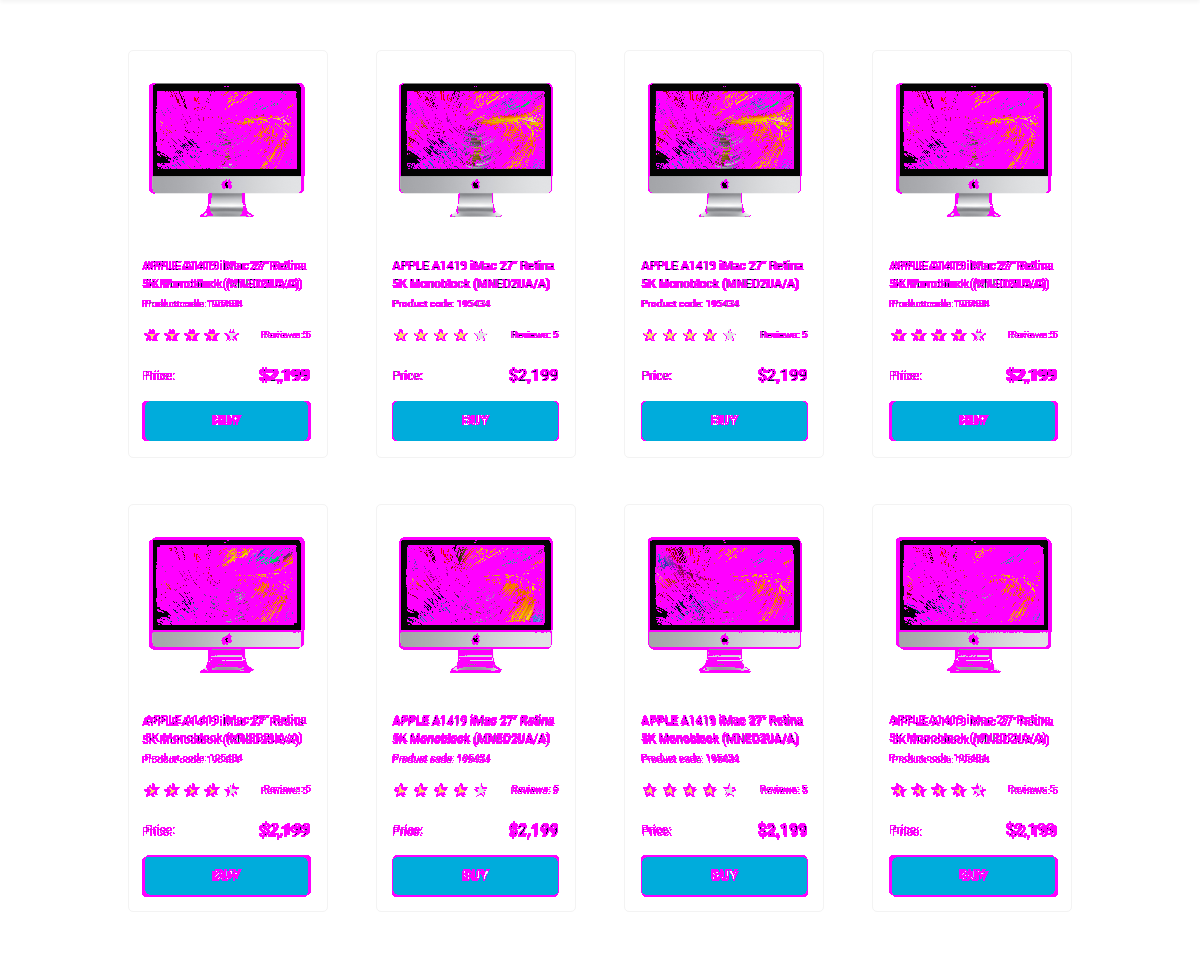 APPLE A1419 iMac 27" Retina
5K Monoblock (MNED2UA/A)
Product code: 195434
Reviews: 5
Price:
$2,199
BUY
APPLE A1419 iMac 27" Retina
5K Monoblock (MNED2UA/A)
Product code: 195434
Reviews: 5
Price:
$2,199
BUY
APPLE A1419 iMac 27" Retina
5K Monoblock (MNED2UA/A)
Product code: 195434
Reviews: 5
Price:
$2,199
BUY
APPLE A1419 iMac 27" Retina
5K Monoblock (MNED2UA/A)
Product code: 195434
Reviews: 5
Price:
$2,199
BUY
APPLE A1419 iMac 27" Retina
5K Monoblock (MNED2UA/A)
Product code: 195434
Reviews: 5
Price:
$2,199
BUY
APPLE A1419 iMac 27" Retina
5K Monoblock (MNED2UA/A)
Product code: 195434
Reviews: 5
Price:
$2,199
BUY
APPLE A1419 iMac 27" Retina
5K Monoblock (MNED2UA/A)
Product code: 195434
Reviews: 5
Price:
$2,199
BUY
APPLE A1419 iMac 27" Retina
5K Monoblock (MNED2UA/A)
Product code: 195434
Reviews: 5
Price:
$2,199
BUY